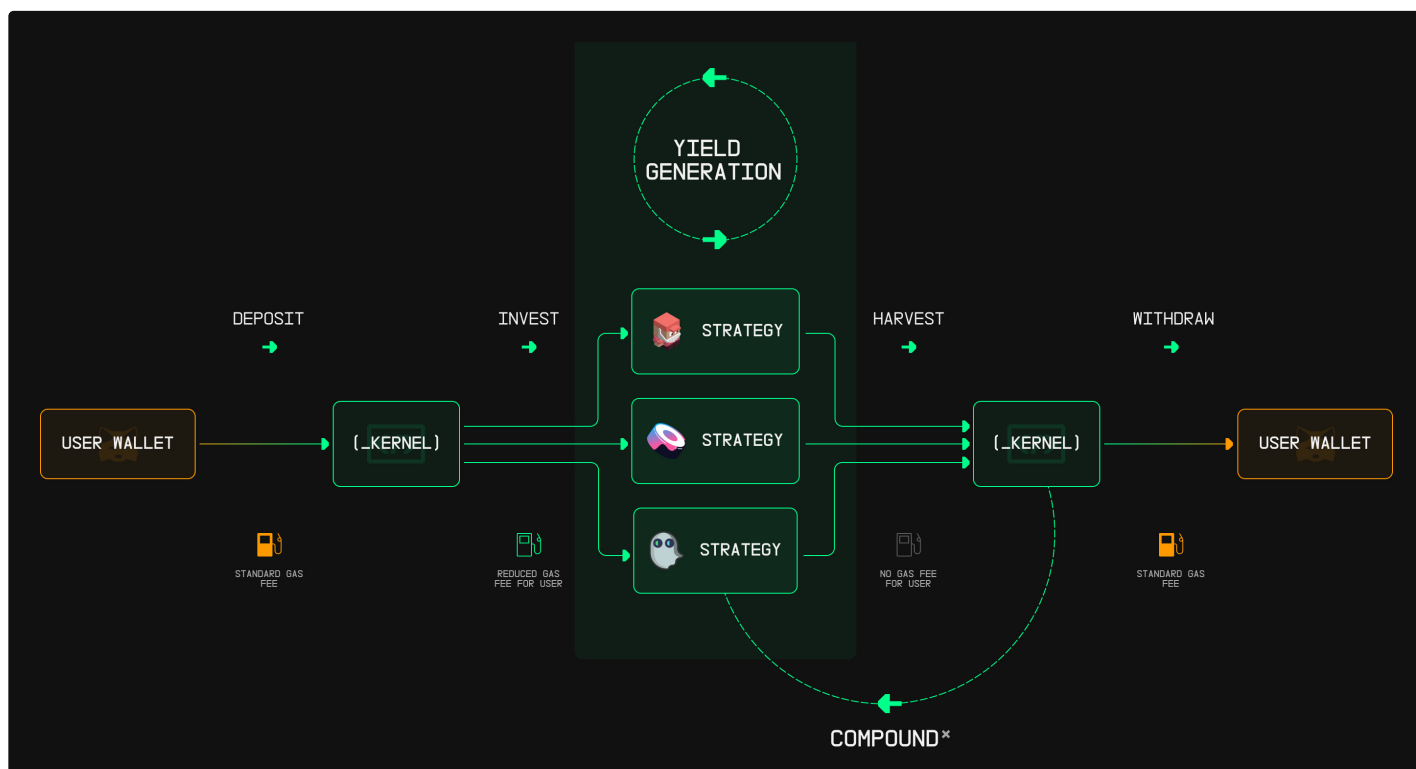 YIELD
GENERATION
DEPOSIT
INVEST
HARVEST
WITHDRAW
STRATEGY
STRATEGY
STRATEGY
USER WALLET
(_KERNEL)
(_KERNEL)
USER WALLET
STANDARD GAS
FEE
REDUCED GAS
FEE FOR USER
NO GAS FEE
FOR USER
STANDARD GAS
FEE
COMPOUND×